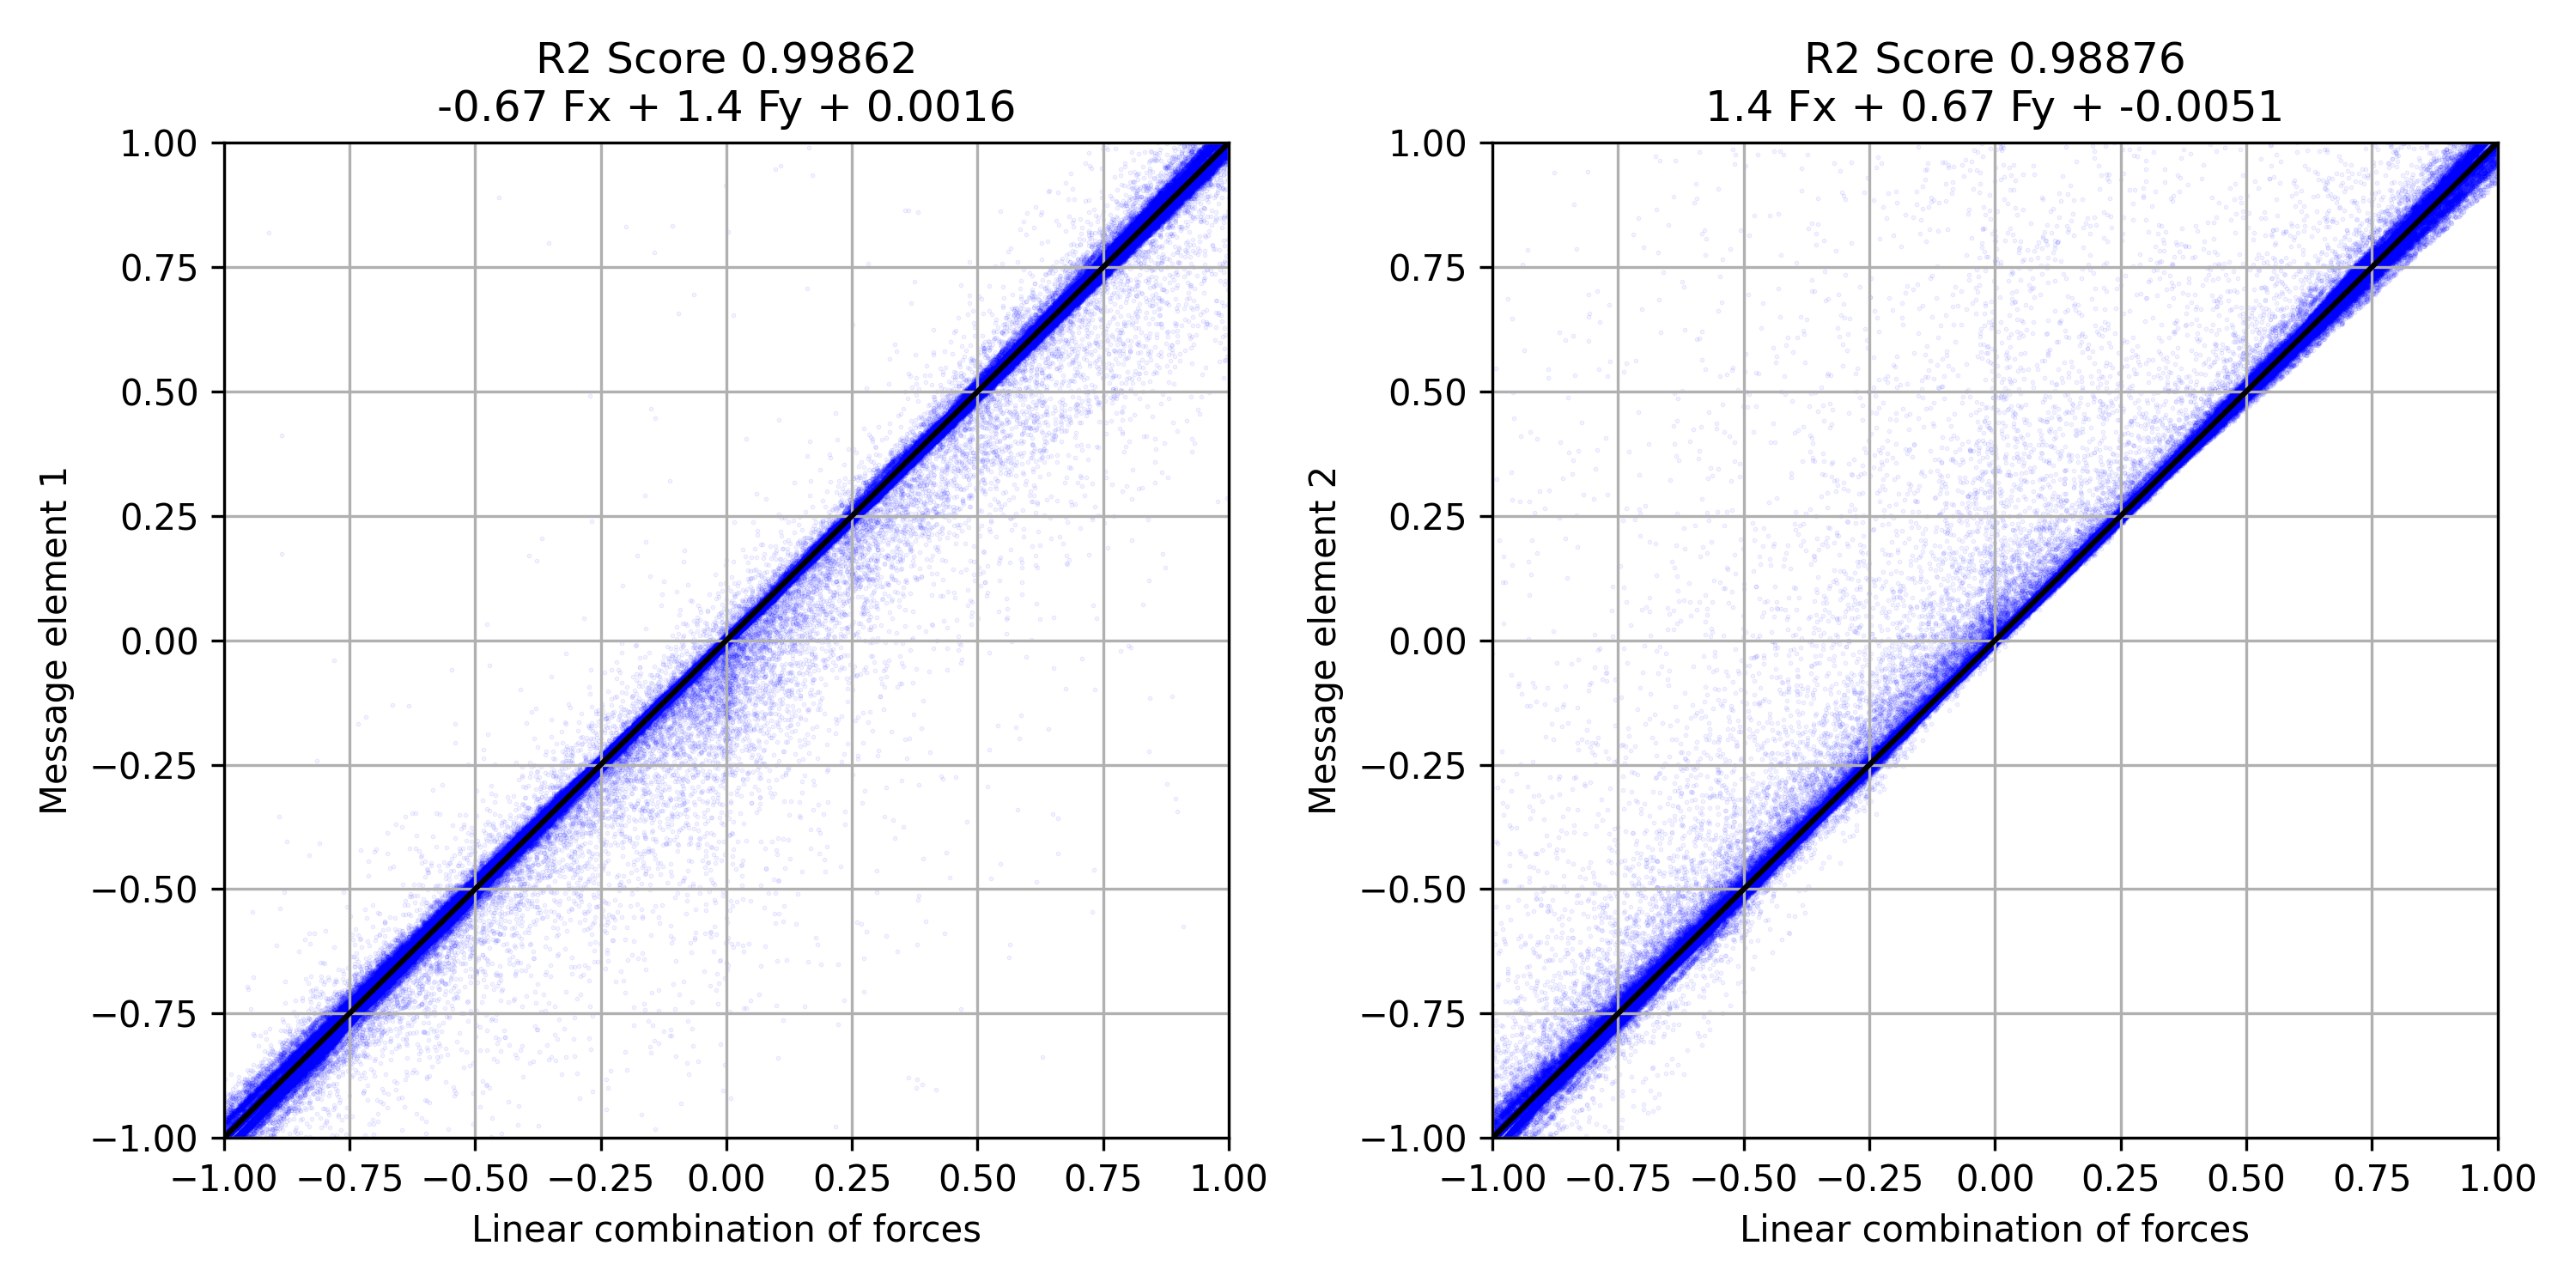 R2 Score 0.99862
-0.67 Fx + 1.4 Fy + 0.0016
1.00
0.75
0.50
0.25
0.00
−0.25
−0.50
−0.75
−1.00
Message element 1
−1.00 −0.75 −0.50 −0.25 0.00 0.25 0.50 0.75 1.00
Linear combination of forces
R2 Score 0.98876
1.4 Fx + 0.67 Fy + -0.0051
1.00
0.75
0.50
0.25
0.00
−0.25
−0.50
−0.75
−1.00
Message element 2
−1.00 −0.75 −0.50 −0.25 0.00 0.25 0.50 0.75 1.00
Linear combination of forces